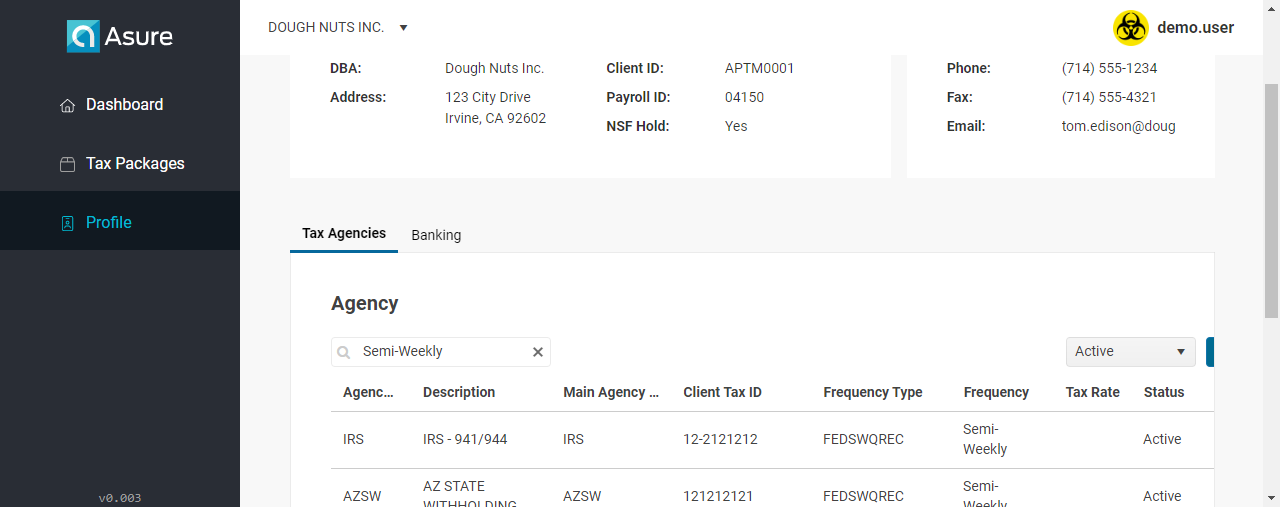 Asure
DOUGH NUTS INC.
demo.user
Dashboard
Tax Packages
Profile
v0.003
DBA: Dough Nuts Inc. Client ID: APTM0001 Phone: (714) 555-1234
Address: 123 City Drive Payroll ID: 04150 Fax: (714) 555-4321
Irvine, CA 92602 NSF Hold: Yes Email: tom.edison@doug
Tax Agencies Banking
Agency
Semi-Weekly Active
Agenc... Description Main Agency ... Client Tax ID Frequency Type Frequency Tax Rate Status
IRS IRS - 941/944 IRS 12-2121212 FEDSWQREC Semi-
Weekly Active
AZSW AZ STATE
WITHHOLDING AZSW 121212121 FEDSWQREC Semi-
Weekly Active